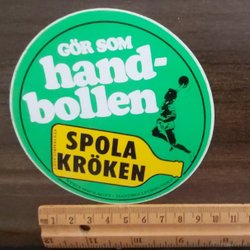 GÖR SOM
hand-
bollen
SPOLA
KRÖKEN